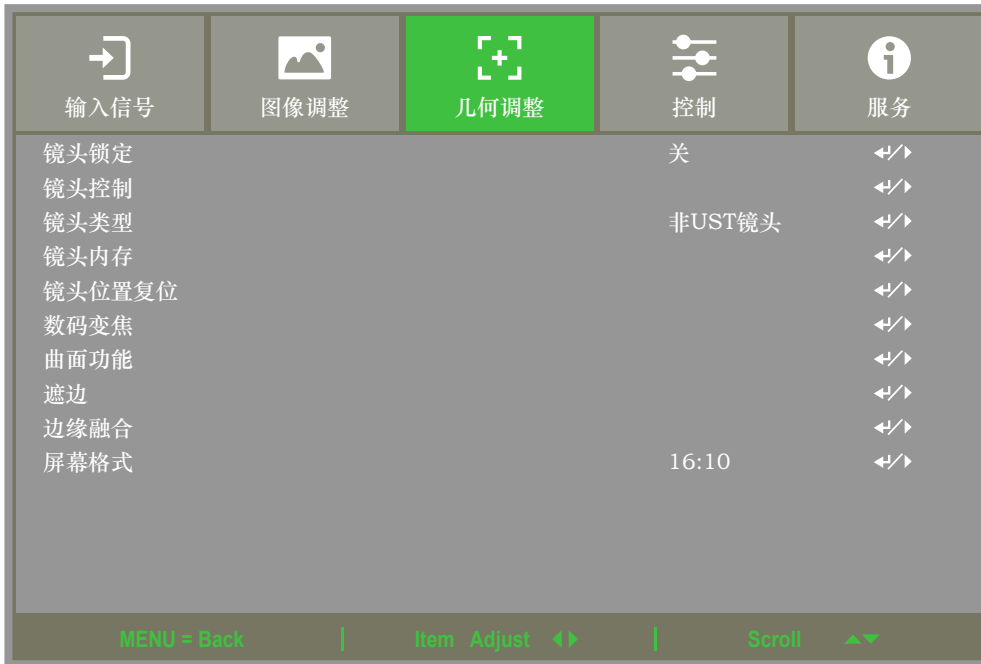 输入信号 图像调整 几何调整 控制 服务
镜头锁定 关
镜头控制
镜头类型 非UST镜头
镜头内存
镜头位置复位
数码变焦
曲面功能
遮边
边缘融合
屏幕格式 16:10
MENU = Back | Item Adjust | Scroll